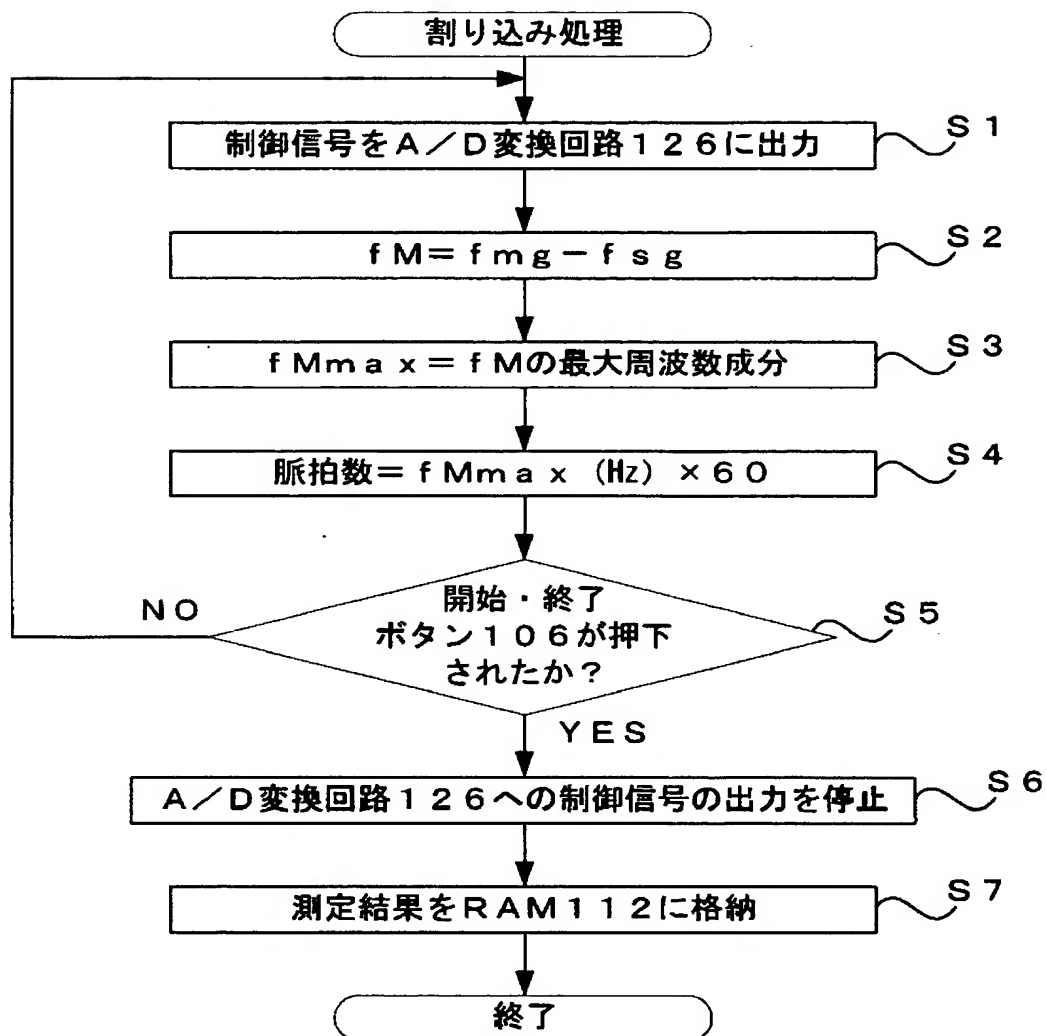 割り込み処理
制御信号をA／D変換回路126に出力
S1
fM＝fmg－fsg
S2
fMmax＝fMの最大周波数成分
S3
脈拍数＝fMmax（Hz）×60
S4
開始・終了
ボタン106が押下
されたか？
S5
NO
YES
A／D変換回路126への制御信号の出力を停止
S6
測定結果をRAM112に格納
S7
終了